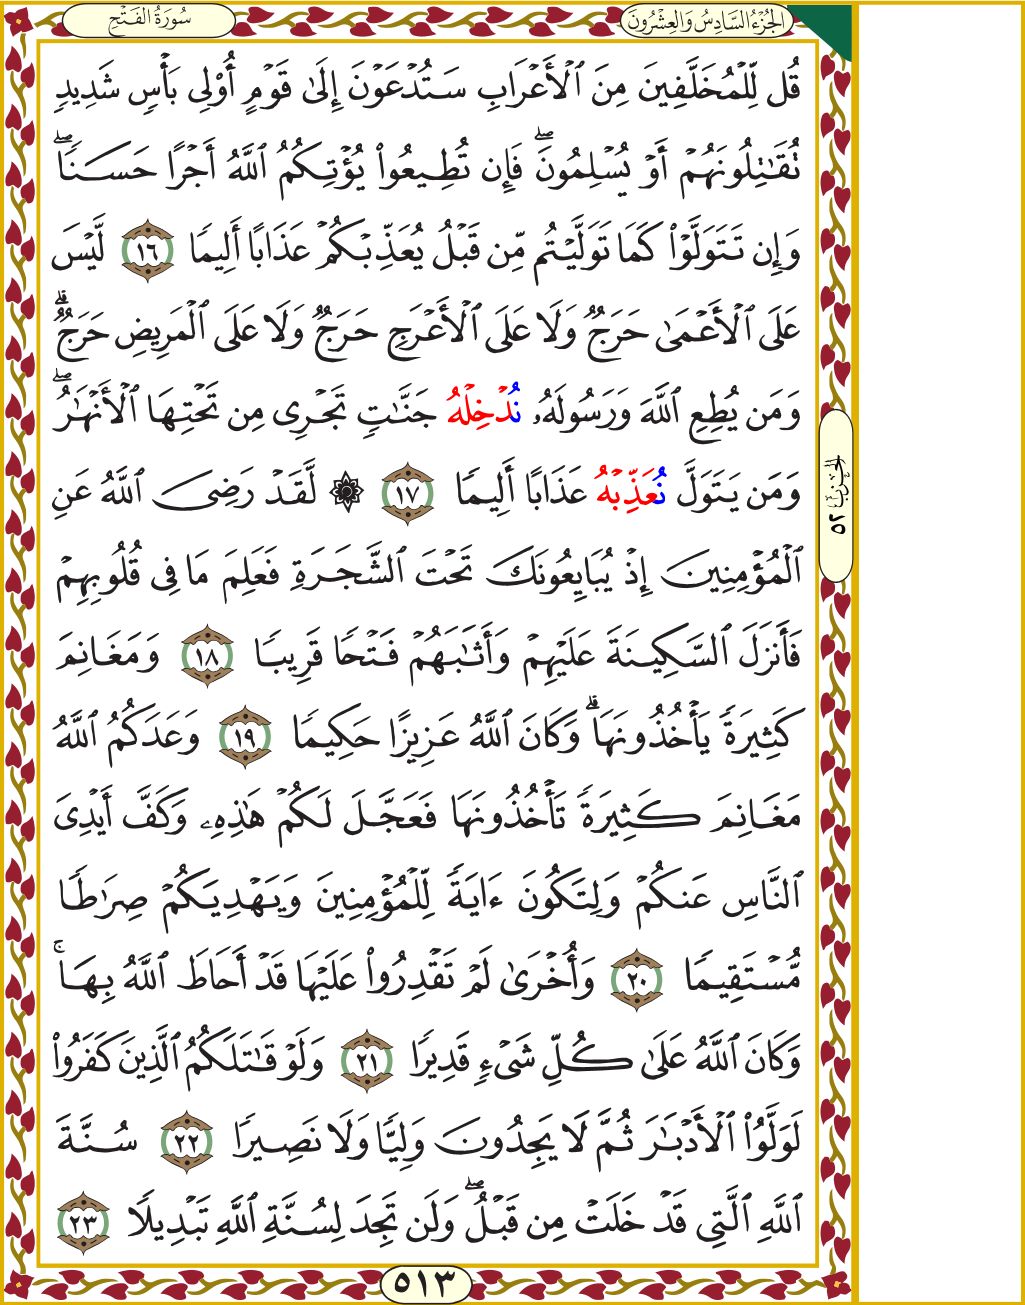 سُورَةُ الفَتْحِ
الجُزْءُ السَّادِسُ وَالعِشْرُونَ
قُل لِّلْمُخَلَّفِينَ مِنَ ٱلْأَعْرَابِ سَتُدْعَوْنَ إِلَىٰ قَوْمٍ أُو۟لِى بَأْسٍ شَدِيدٍ
تُقَـٰتِلُونَهُمْ أَوْ يُسْلِمُونَ ۖ فَإِن تُطِيعُوا۟ يُؤْتِكُمُ ٱللَّهُ أَجْرًا حَسَنًا ۖ
وَإِن تَتَوَلَّوْا۟ كَمَا تَوَلَّيْتُم مِّن قَبْلُ يُعَذِّبْكُمْ عَذَابًا أَلِيمًا ١٦ لَّيْسَ
عَلَى ٱلْأَعْمَىٰ حَرَجٌ وَلَا عَلَى ٱلْأَعْرَجِ حَرَجٌ وَلَا عَلَى ٱلْمَرِيضِ حَرَجٌ ۗ
وَمَن يُطِعِ ٱللَّهَ وَرَسُولَهُۥ نُدْخِلْهُ جَنَّـٰتٍ تَجْرِى مِن تَحْتِهَا ٱلْأَنْهَـٰرُ ۖ
وَمَن يَتَوَلَّ نُعَذِّبْهُ عَذَابًا أَلِيمًا ١٧ ۞ لَّقَدْ رَضِىَ ٱللَّهُ عَنِ
ٱلْمُؤْمِنِينَ إِذْ يُبَايِعُونَكَ تَحْتَ ٱلشَّجَرَةِ فَعَلِمَ مَا فِى قُلُوبِهِمْ
فَأَنزَلَ ٱلسَّكِينَةَ عَلَيْهِمْ وَأَثَـٰبَهُمْ فَتْحًا قَرِيبًا ١٨ وَمَغَانِمَ
كَثِيرَةً يَأْخُذُونَهَا ۗ وَكَانَ ٱللَّهُ عَزِيزًا حَكِيمًا ١٩ وَعَدَكُمُ ٱللَّهُ
مَغَانِمَ كَثِيرَةً تَأْخُذُونَهَا فَعَجَّلَ لَكُمْ هَـٰذِهِۦ وَكَفَّ أَيْدِىَ
ٱلنَّاسِ عَنكُمْ وَلِتَكُونَ ءَايَةً لِّلْمُؤْمِنِينَ وَيَهْدِيَكُمْ صِرَٰطًا
مُّسْتَقِيمًا ٢٠ وَأُخْرَىٰ لَمْ تَقْدِرُوا۟ عَلَيْهَا قَدْ أَحَاطَ ٱللَّهُ بِهَا ۚ
وَكَانَ ٱللَّهُ عَلَىٰ كُلِّ شَىْءٍ قَدِيرًا ٢١ وَلَوْ قَـٰتَلَكُمُ ٱلَّذِينَ كَفَرُوا۟
لَوَلَّوُا۟ ٱلْأَدْبَـٰرَ ثُمَّ لَا يَجِدُونَ وَلِيًّا وَلَا نَصِيرًا ٢٢ سُنَّةَ
ٱللَّهِ ٱلَّتِى قَدْ خَلَتْ مِن قَبْلُ ۖ وَلَن تَجِدَ لِسُنَّةِ ٱللَّهِ تَبْدِيلًا ٢٣
الحِزْبُ ٥٢
٥١٣